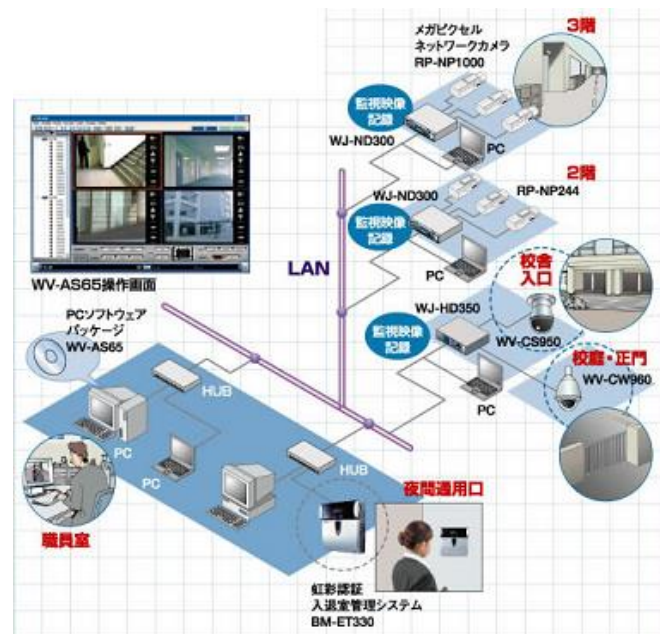 メガピクセル
ネットワークカメラ
RP-NP1000
3階
監視映像
記録
WJ-ND300
PC
WJ-ND300
RP-NP244
2階
監視映像
記録
PC
LAN
WV-AS65操作画面
校舎
入口
WJ-HD350
監視映像
記録
WV-CS950
校庭・正門
WV-CW960
PC
PCソフトウェア
パッケージ
WV-AS65
HUB
PC
PC
HUB
職員室
夜間通用口
虹彩認証
入退室管理システム
BM-ET330